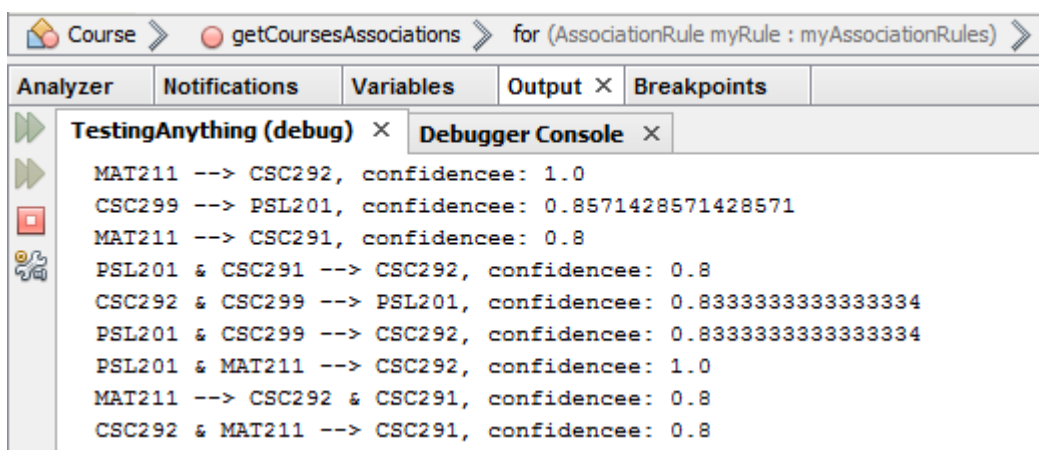 Course getCoursesAssociations for (AssociationRule myRule : myAssociationRules)
Analyzer Notifications Variables Output × Breakpoints
TestingAnything (debug) × Debugger Console ×
MAT211 --> CSC292, confidencee: 1.0
CSC299 --> PSL201, confidencee: 0.8571428571428571
MAT211 --> CSC291, confidencee: 0.8
PSL201 & CSC291 --> CSC292, confidencee: 0.8
CSC292 & CSC299 --> PSL201, confidencee: 0.8333333333333334
PSL201 & CSC299 --> CSC292, confidencee: 0.8333333333333334
PSL201 & MAT211 --> CSC292, confidencee: 1.0
MAT211 --> CSC292 & CSC291, confidencee: 0.8
CSC292 & MAT211 --> CSC291, confidencee: 0.8